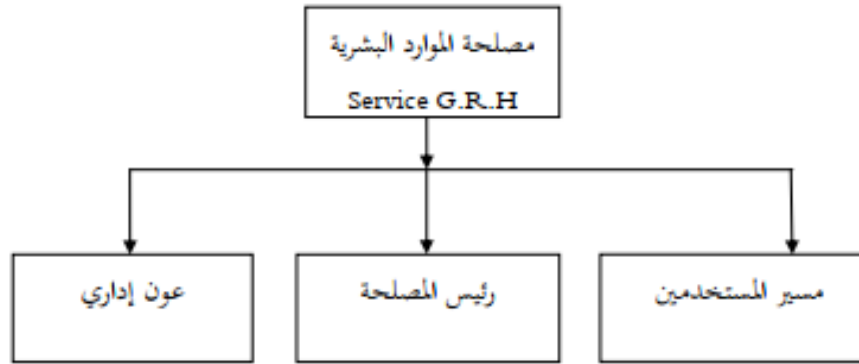 مصلحة الموارد البشرية
Service G.R.H
مسير المستخدمين
رئيس المصلحة
عون إداري